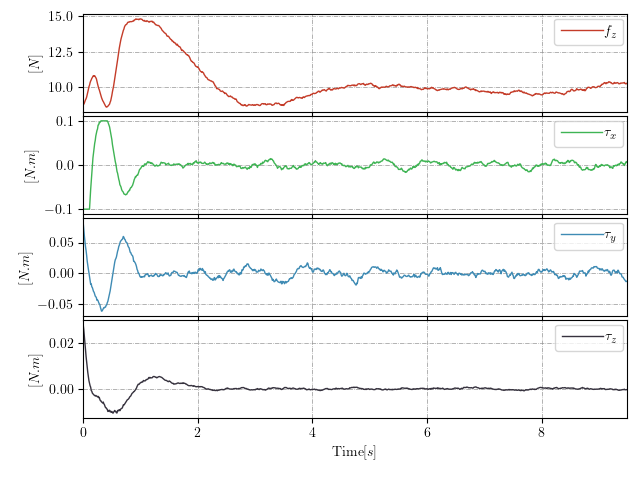 15.0
12.5
10.0
[N]
f_z
0.1
0.0
−0.1
[N.m]
τ_x
0.05
0.00
−0.05
[N.m]
τ_y
0.02
0.00
[N.m]
τ_z
0 2 4 6 8
Time[s]